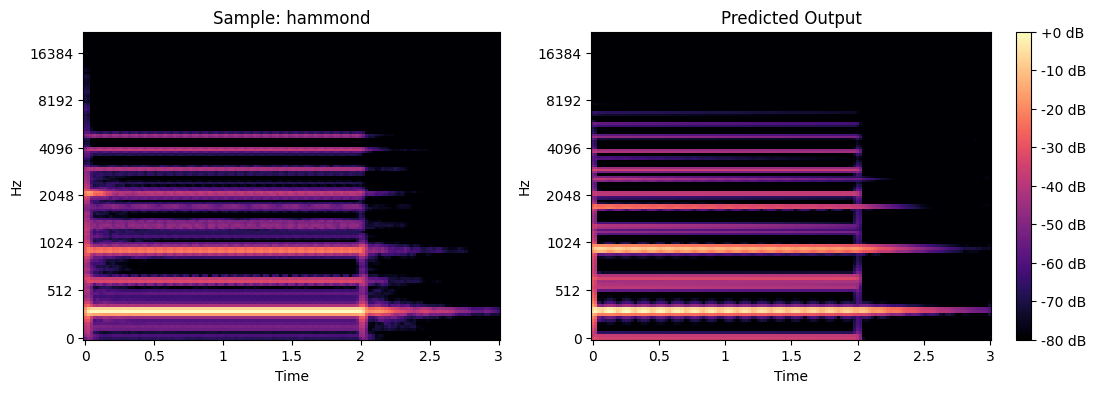 Sample: hammond
Predicted Output
Hz
16384
8192
4096
2048
1024
512
0
0
0.5
1
1.5
2
2.5
3
Time
Hz
16384
8192
4096
2048
1024
512
0
0
0.5
1
1.5
2
2.5
3
Time
+0 dB
-10 dB
-20 dB
-30 dB
-40 dB
-50 dB
-60 dB
-70 dB
-80 dB